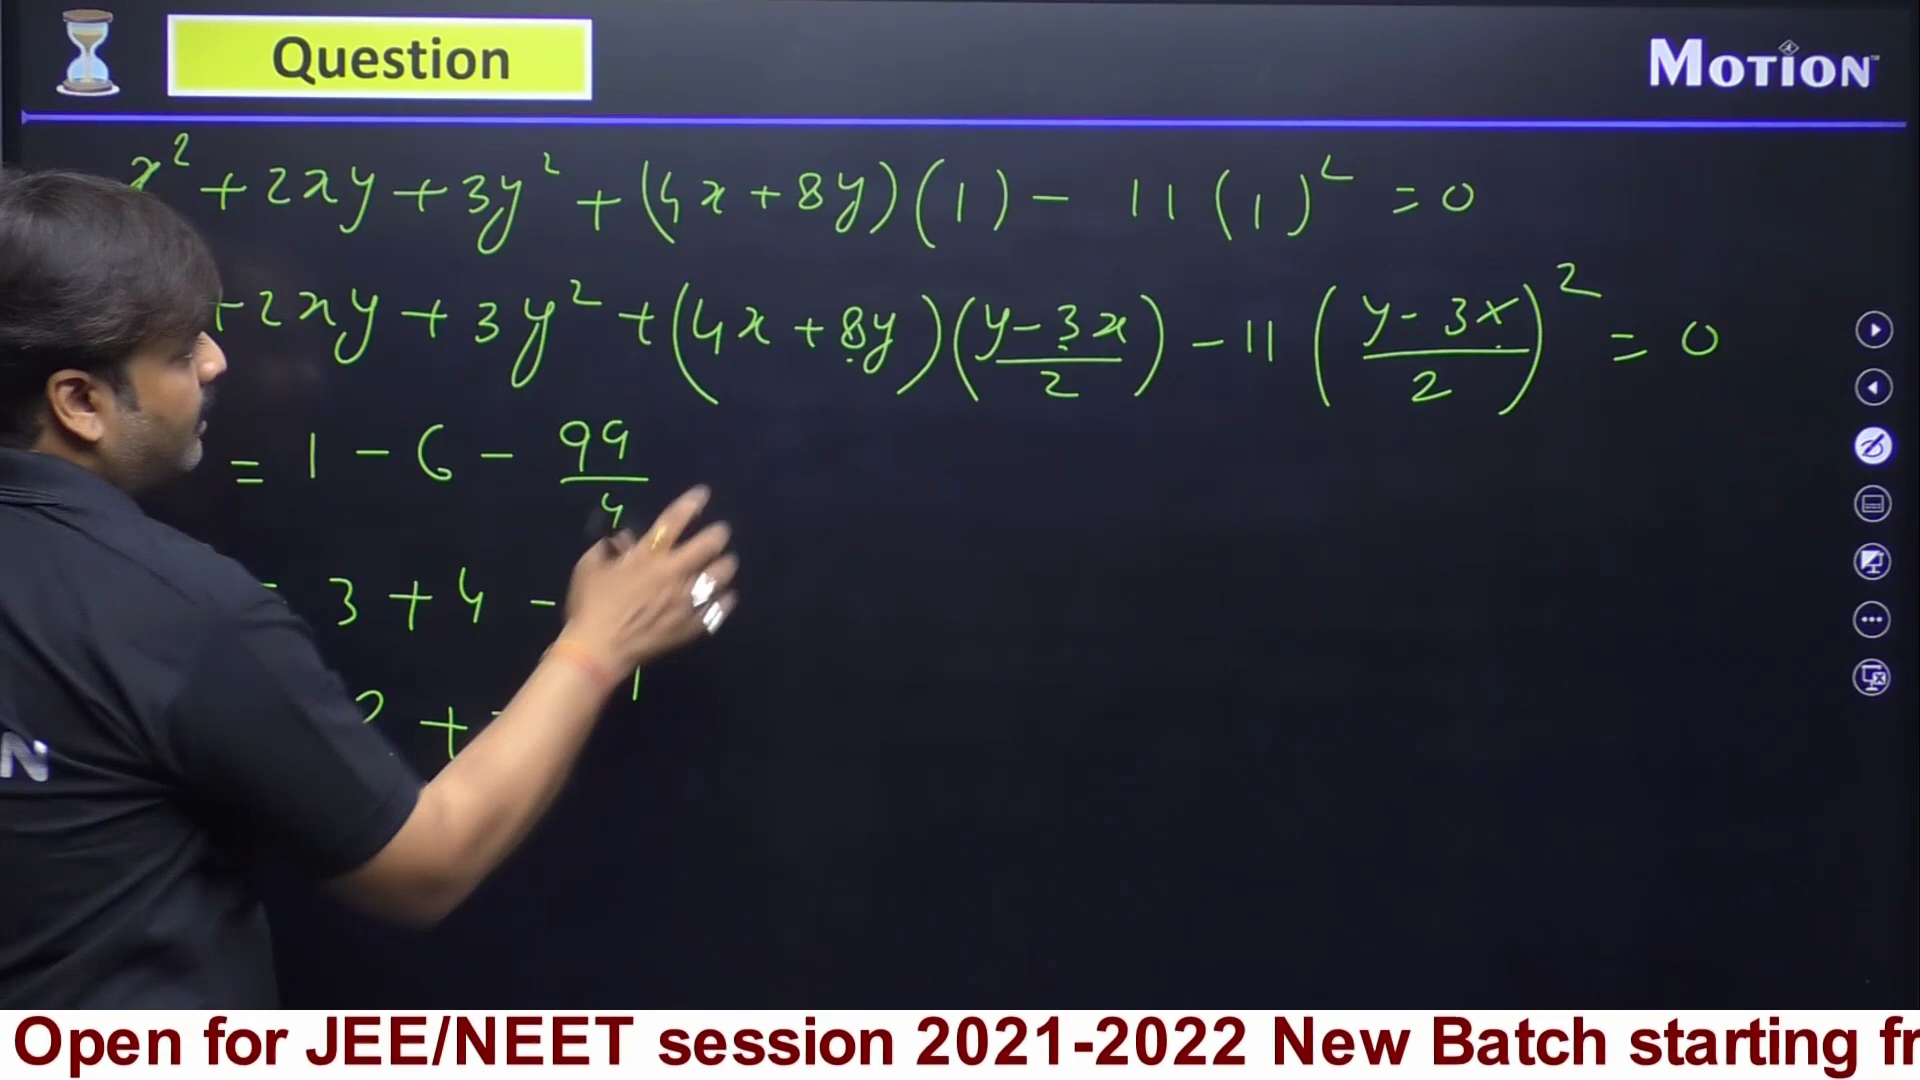 Question
MOTION
x² + 2xy + 3y² + (4x + 8y)(1) - 11(1)² = 0
+ 2xy + 3y² + (4x + 8y)((y - 3x)/2) - 11((y - 3x)/2)² = 0
= 1 - 6 - 99/4
= 3 + 4 -
2 +
N
Open for JEE/NEET session 2021-2022 New Batch starting fr